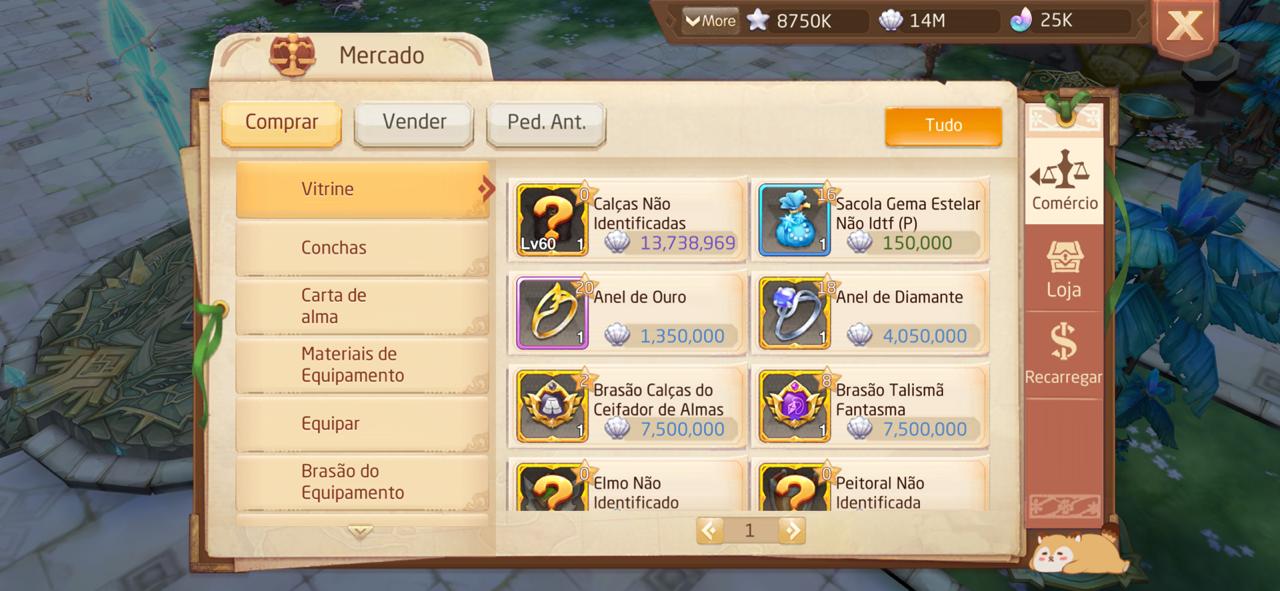 More 8750K 14M 25K
Mercado
Comprar Vender Ped. Ant. Tudo
Vitrine
Conchas
Carta de
alma
Materiais de
Equipamento
Equipar
Brasão do
Equipamento
0
Calças Não
Identificadas
Lv60 1
13,738,969
16
Sacola Gema Estelar
Não Idtf (P)
1
150,000
20
Anel de Ouro
1
1,350,000
18
Anel de Diamante
1
4,050,000
2
Brasão Calças do
Ceifador de Almas
1
7,500,000
8
Brasão Talismã
Fantasma
1
7,500,000
0
Elmo Não
Identificado
0
Peitoral Não
Identificada
1
Comércio
Loja
Recarregar